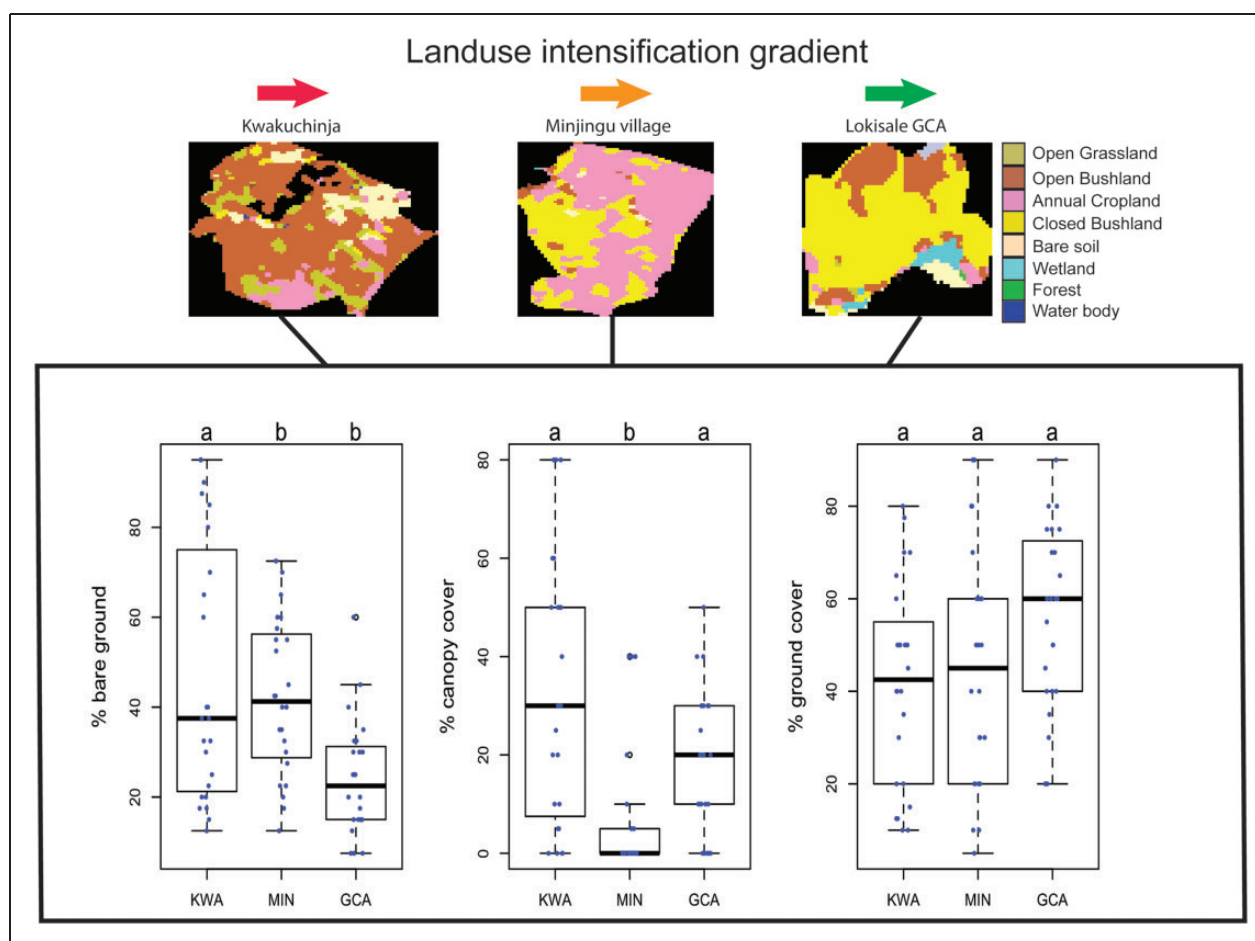 Landuse intensification gradient
Kwakuchinja
Minjingu village
Lokisale GCA
Open Grassland
Open Bushland
Annual Cropland
Closed Bushland
Bare soil
Wetland
Forest
Water body
a b b
% bare ground
80
60
40
20
KWA MIN GCA
a b a
% canopy cover
80
60
40
20
0
KWA MIN GCA
a a a
% ground cover
80
60
40
20
KWA MIN GCA